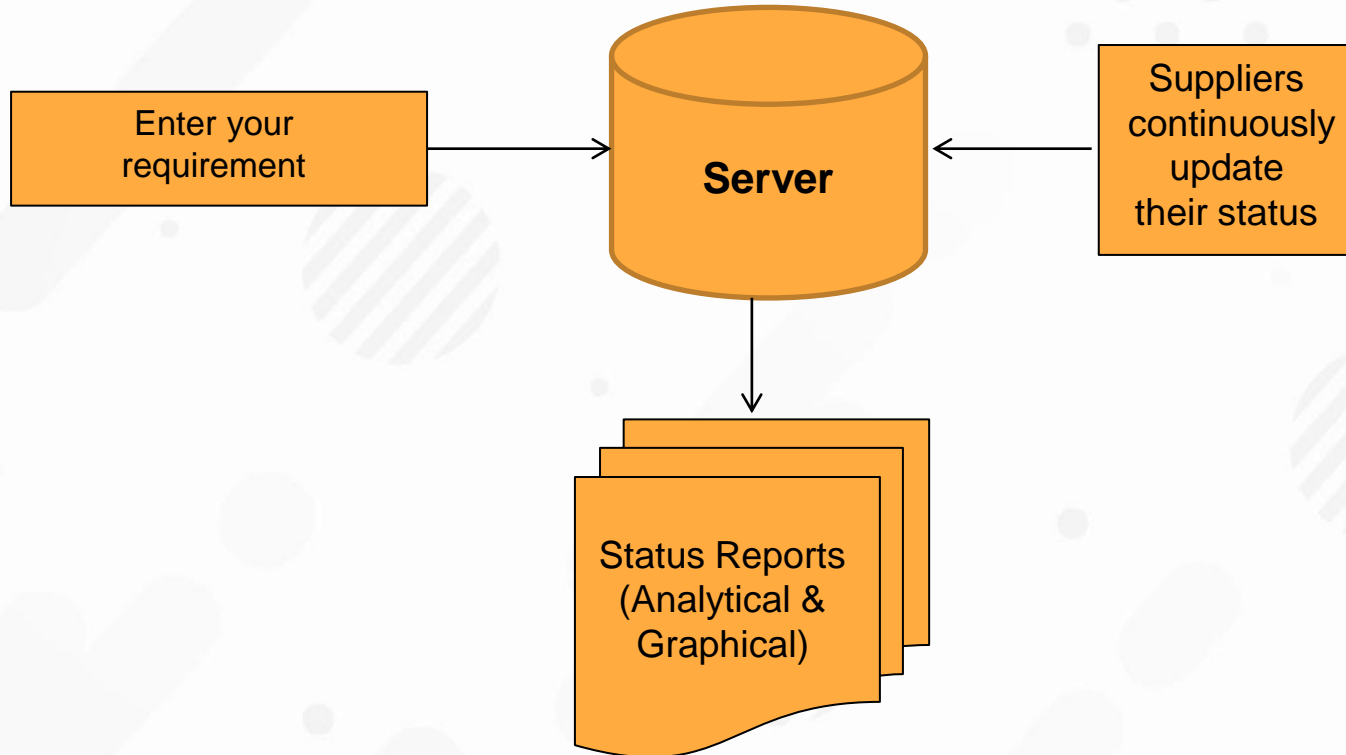 Enter your
requirement
Server
Suppliers
continuously
update
their status
Status Reports
(Analytical &
Graphical)